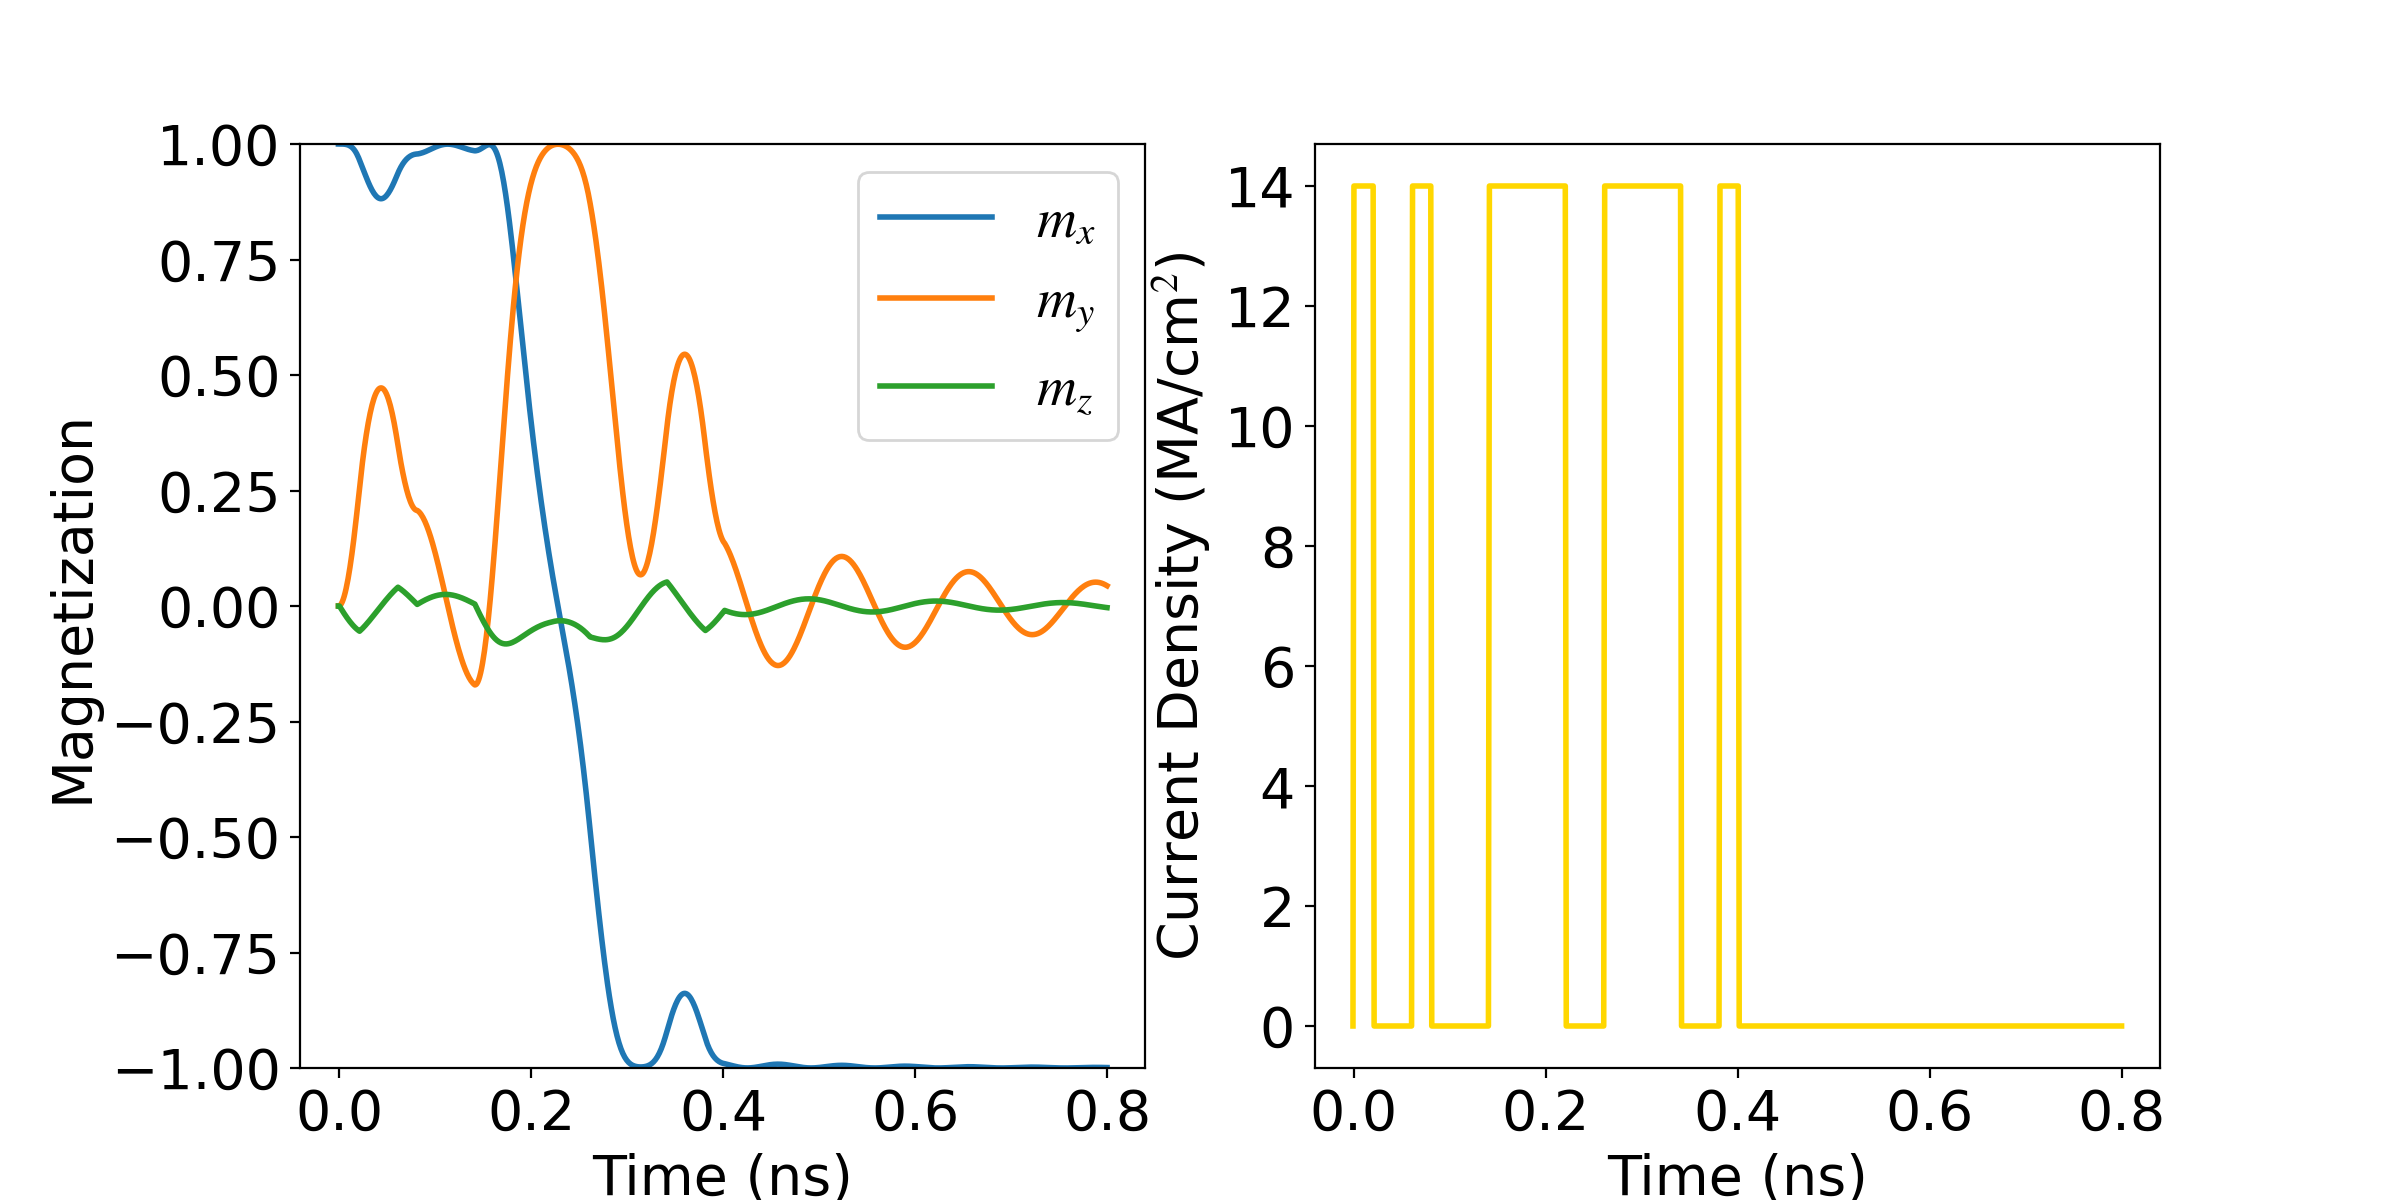 Magnetization
1.00
0.75
0.50
0.25
0.00
−0.25
−0.50
−0.75
−1.00
0.0 0.2 0.4 0.6 0.8
Time (ns)
mₓ
m_y
m_z
Current Density (MA/cm²)
14
12
10
8
6
4
2
0
0.0 0.2 0.4 0.6 0.8
Time (ns)